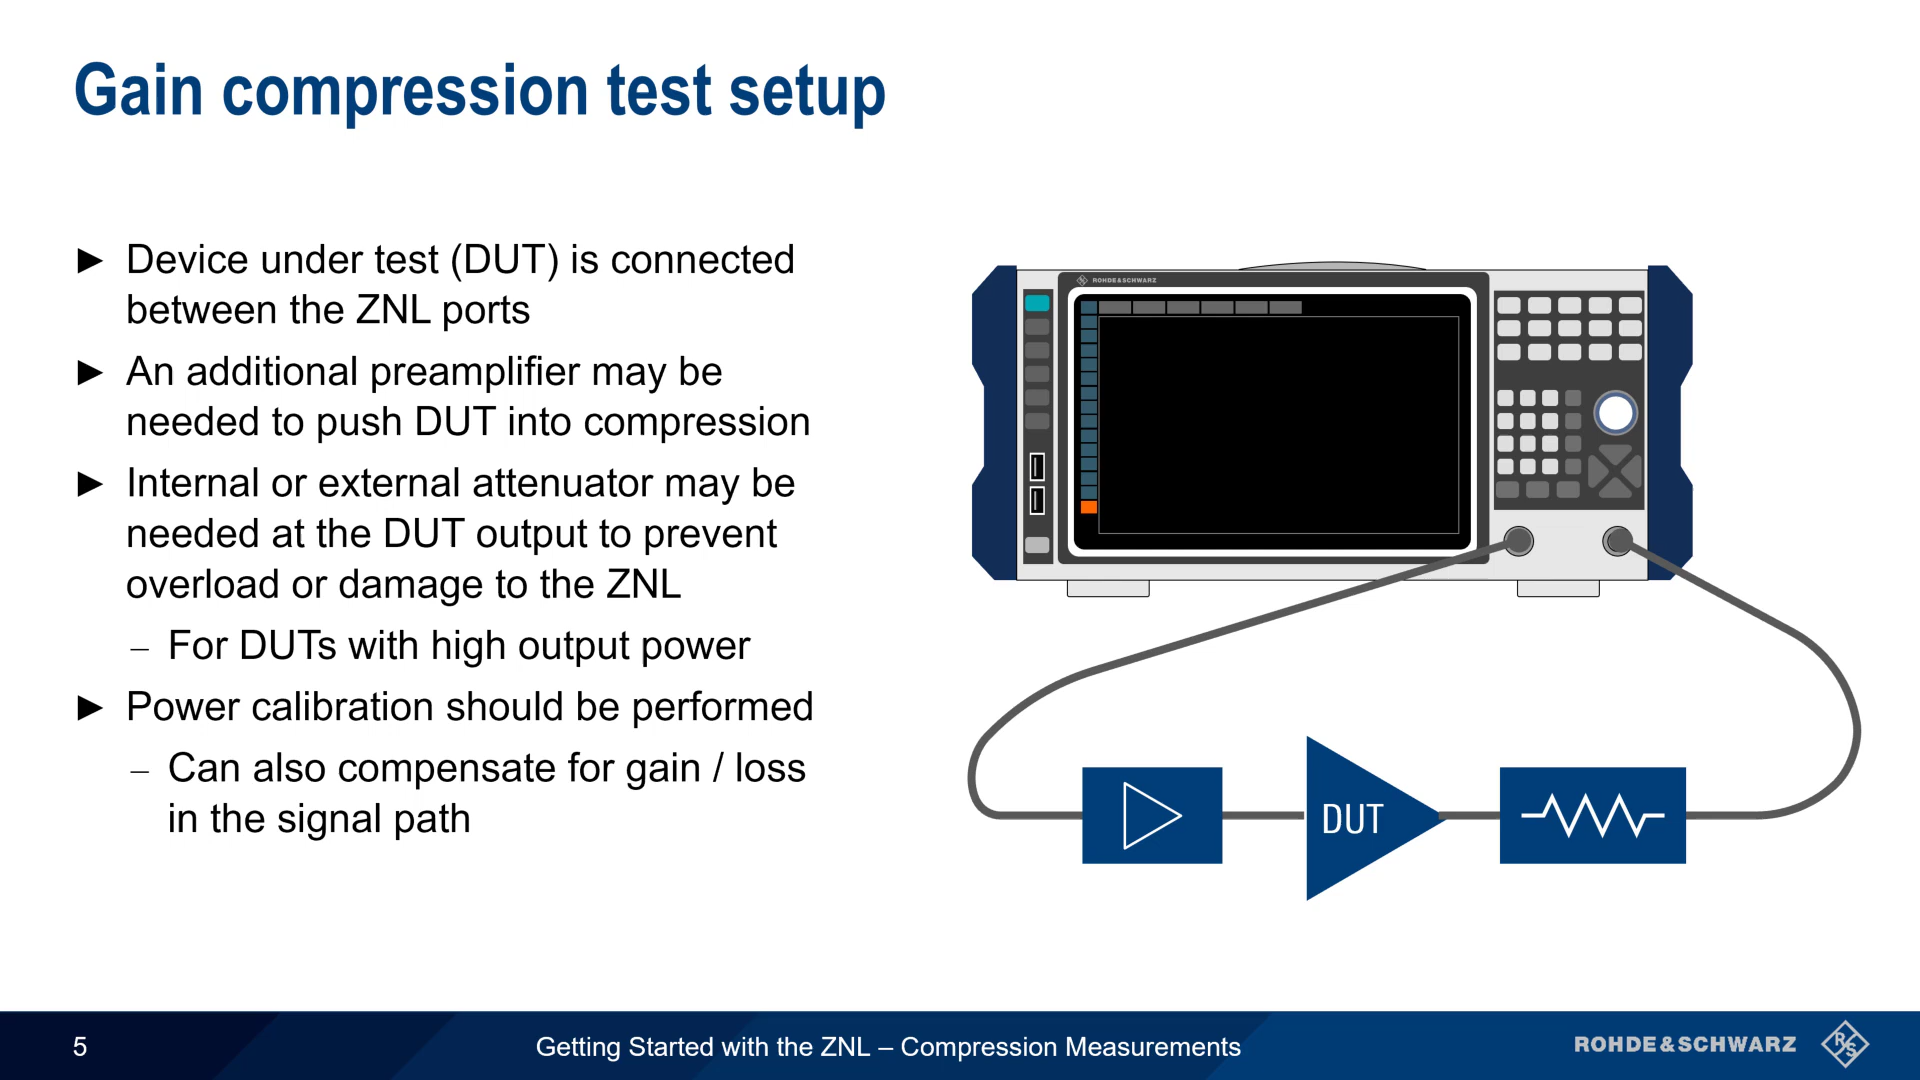 Gain compression test setup
► Device under test (DUT) is connected
between the ZNL ports
► An additional preamplifier may be
needed to push DUT into compression
► Internal or external attenuator may be
needed at the DUT output to prevent
overload or damage to the ZNL
– For DUTs with high output power
► Power calibration should be performed
– Can also compensate for gain / loss
in the signal path
ROHDE&SCHWARZ
DUT
5
Getting Started with the ZNL – Compression Measurements
ROHDE&SCHWARZ
R S